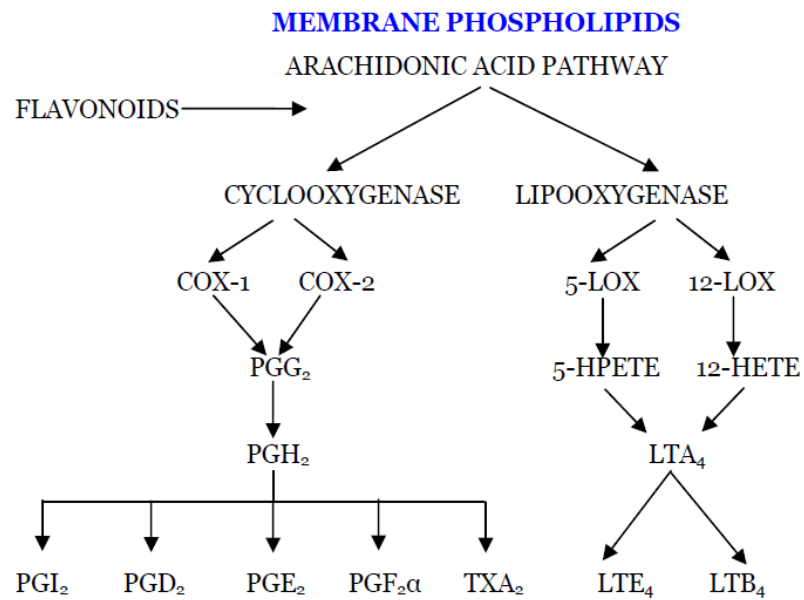 MEMBRANE PHOSPHOLIPIDS
ARACHIDONIC ACID PATHWAY
FLAVONOIDS
CYCLOOXYGENASE LIPOOXYGENASE
COX-1 COX-2 5-LOX 12-LOX
PGG₂ 5-HPETE 12-HETE
PGH₂ LTA₄
PGI₂ PGD₂ PGE₂ PGF₂α TXA₂ LTE₄ LTB₄